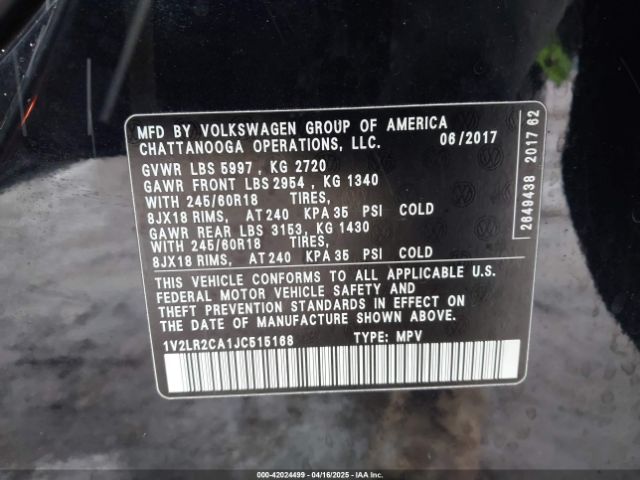 MFD BY VOLKSWAGEN GROUP OF AMERICA
CHATTANOOGA OPERATIONS, LLC. 06/2017
GVWR LBS 5997 , KG 2720
GAWR FRONT LBS 2954 , KG 1340
WITH 245/60R18 TIRES,
8JX18 RIMS, AT 240 KPA 35 PSI COLD
GAWR REAR LBS 3153, KG 1430
WITH 245/60R18 TIRES,
8JX18 RIMS, AT 240 KPA 35 PSI COLD
THIS VEHICLE CONFORMS TO ALL APPLICABLE U.S.
FEDERAL MOTOR VEHICLE SAFETY AND
THEFT PREVENTION STANDARDS IN EFFECT ON
THE DATE OF MANUFACTURE SHOWN ABOVE.
1V2LR2CA1JC515168 TYPE: MPV
2649438 2017 62
000-42024499 - 04/16/2025 - IAA Corp.